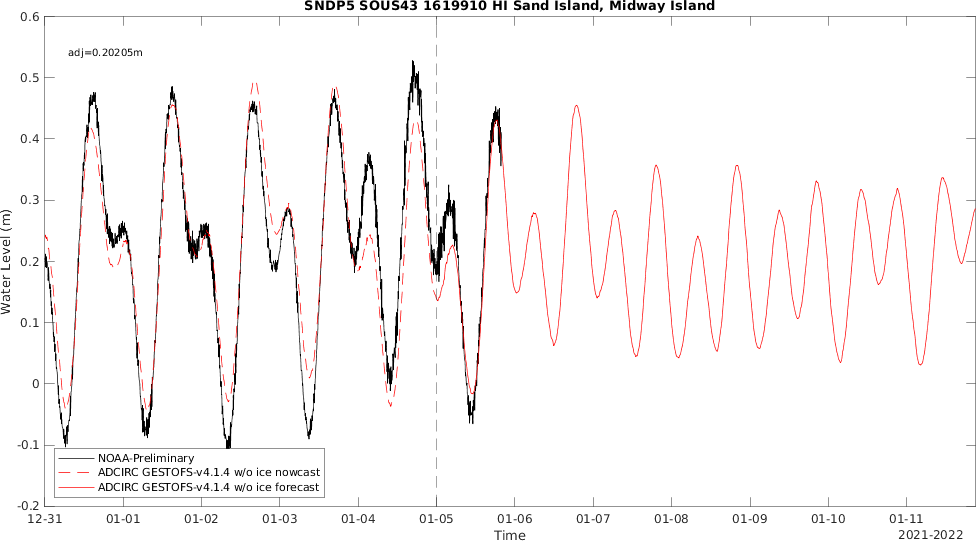 SNDP5 SOUS43 1619910 HI Sand Island, Midway Island
adj=0.20205m
Water Level (m)
0.6
0.5
0.4
0.3
0.2
0.1
0
-0.1
-0.2
NOAA-Preliminary
ADCIRC GESTOFS-v4.1.4 w/o ice nowcast
ADCIRC GESTOFS-v4.1.4 w/o ice forecast
12-31 01-01 01-02 01-03 01-04 01-05 01-06 01-07 01-08 01-09 01-10 01-11
Time
2021-2022